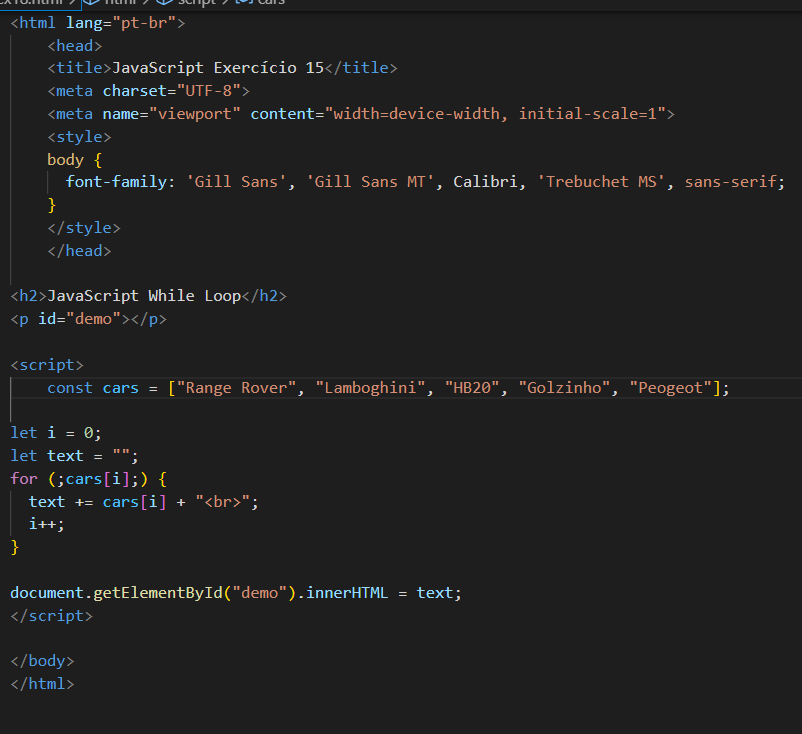 html > script > cars
<html lang="pt-br">
    <head>
    <title>JavaScript Exercício 15</title>
    <meta charset="UTF-8">
    <meta name="viewport" content="width=device-width, initial-scale=1">
    <style>
    body {
      font-family: 'Gill Sans', 'Gill Sans MT', Calibri, 'Trebuchet MS', sans-serif;
    }
    </style>
    </head>

<h2>JavaScript While Loop</h2>
<p id="demo"></p>

<script>
    const cars = ["Range Rover", "Lamboghini", "HB20", "Golzinho", "Peogeot"];

let i = 0;
let text = "";
for (;cars[i];) {
  text += cars[i] + "<br>";
  i++;
}

document.getElementById("demo").innerHTML = text;
</script>

</body>
</html>